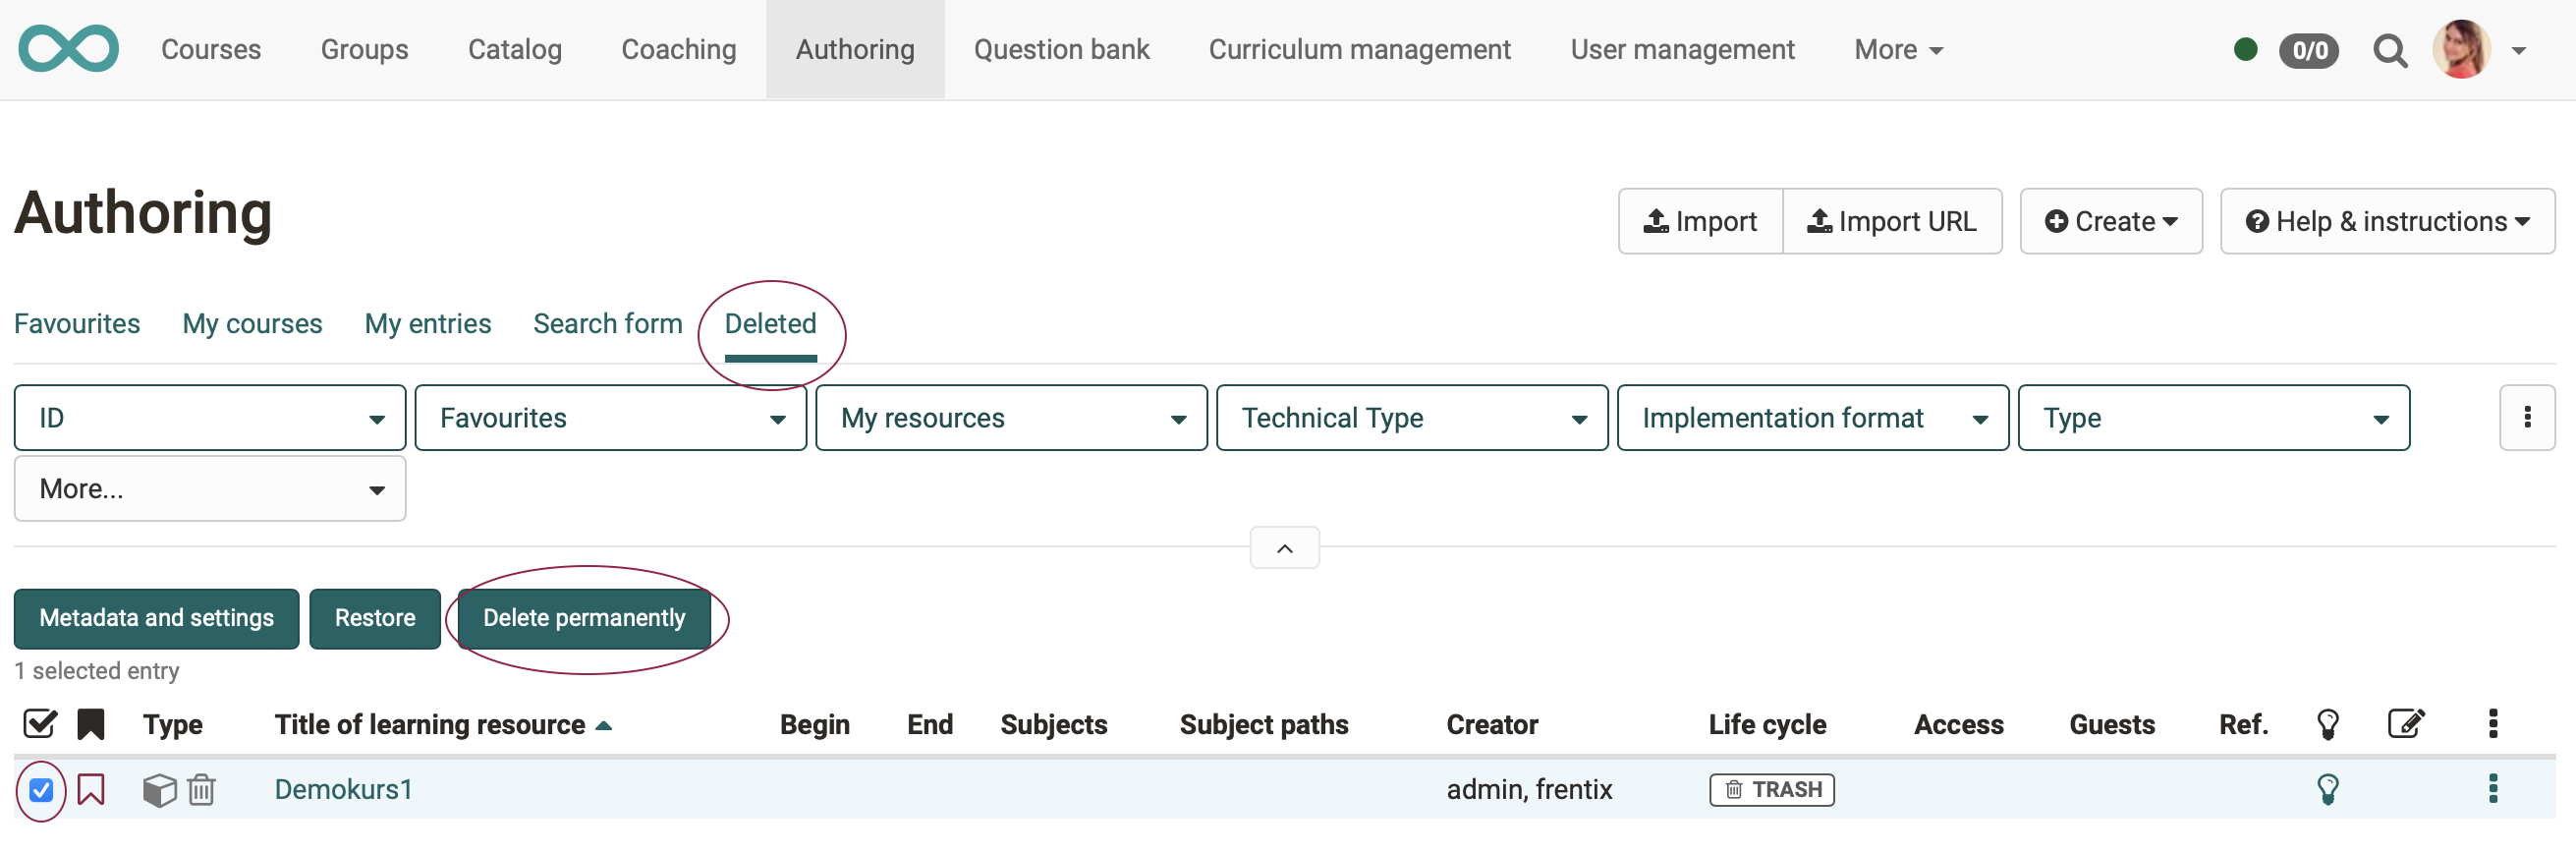 Courses Groups Catalog Coaching Authoring Question bank Curriculum management User management More 0/0
Authoring
Import Import URL Create Help & instructions
Favourites My courses My entries Search form Deleted
ID Favourites My resources Technical Type Implementation format Type
More...
Metadata and settings Restore Delete permanently
1 selected entry
Type Title of learning resource Begin End Subjects Subject paths Creator Life cycle Access Guests Ref.
Demokurs1 admin, frentix TRASH